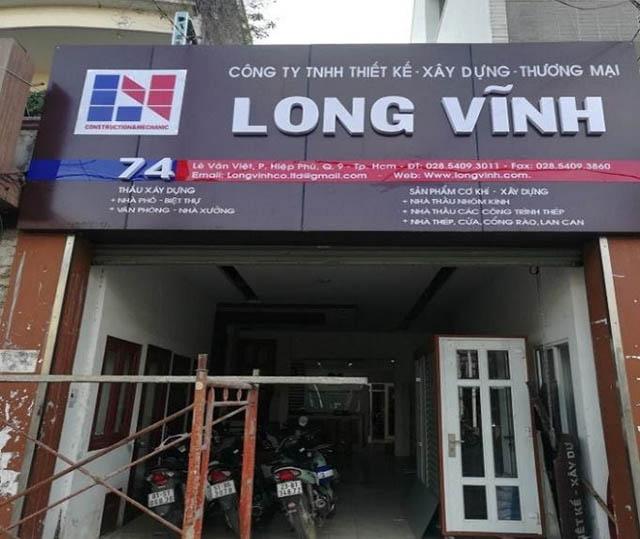 CÔNG TY TNHH THIẾT KẾ - XÂY DỰNG - THƯƠNG MẠI
LONG VĨNH
CONSTRUCTION&MECHANIC
74
Lê Văn Việt, P. Hiệp Phú, Q. 9 - Tp. Hcm - ĐT: 028.5409.3011 - Fax: 028.5409.3860
Email: Longvinhco.ltd@gmail.com Web: Www.longvinh.com.
THẦU XÂY DỰNG
+ NHÀ PHỐ - BIỆT THỰ
+ VĂN PHÒNG - NHÀ XƯỞNG
SẢN PHẨM CƠ KHÍ - XÂY DỰNG
+ NHÀ THẦU NHÔM KÍNH
+ NHÀ THẦU CÁC CÔNG TRÌNH THÉP
+ NHÀ THÉP, CỬA, CỔNG RÀO, LAN CAN